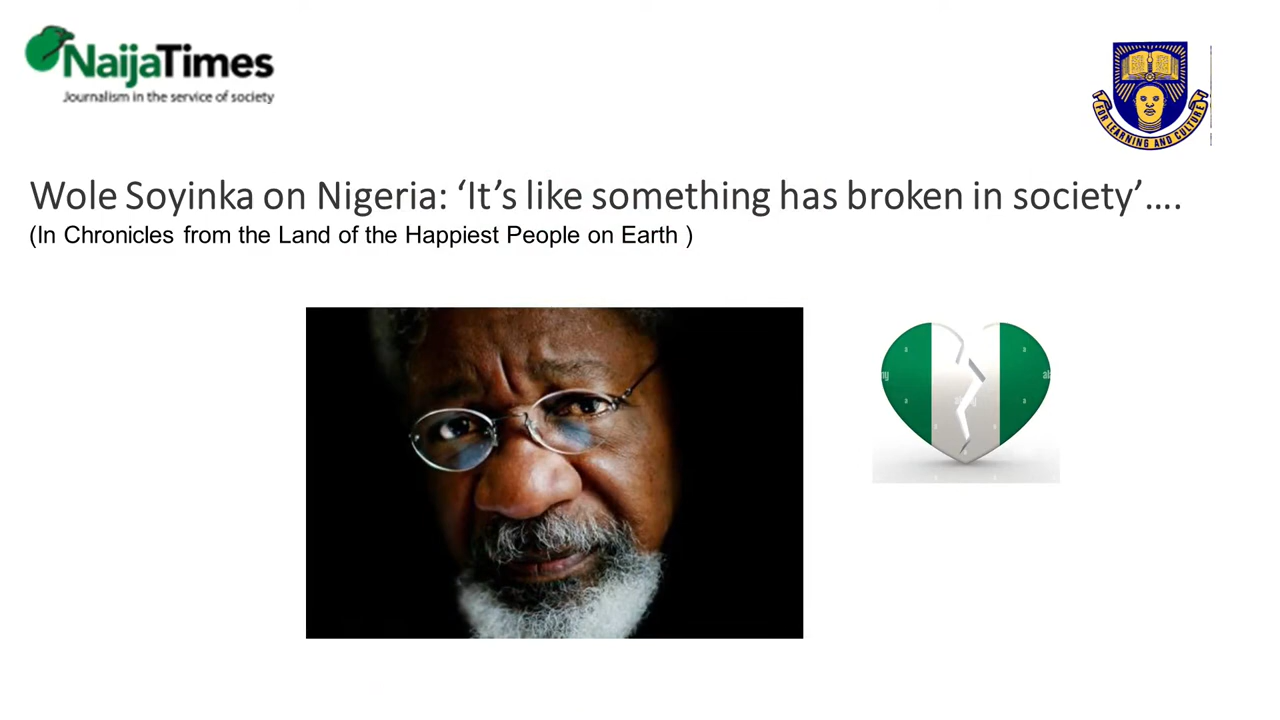 NaijaTimes
Journalism in the service of society
FOR LEARNING AND CULTURE
Wole Soyinka on Nigeria: ‘It’s like something has broken in society’....
(In Chronicles from the Land of the Happiest People on Earth )